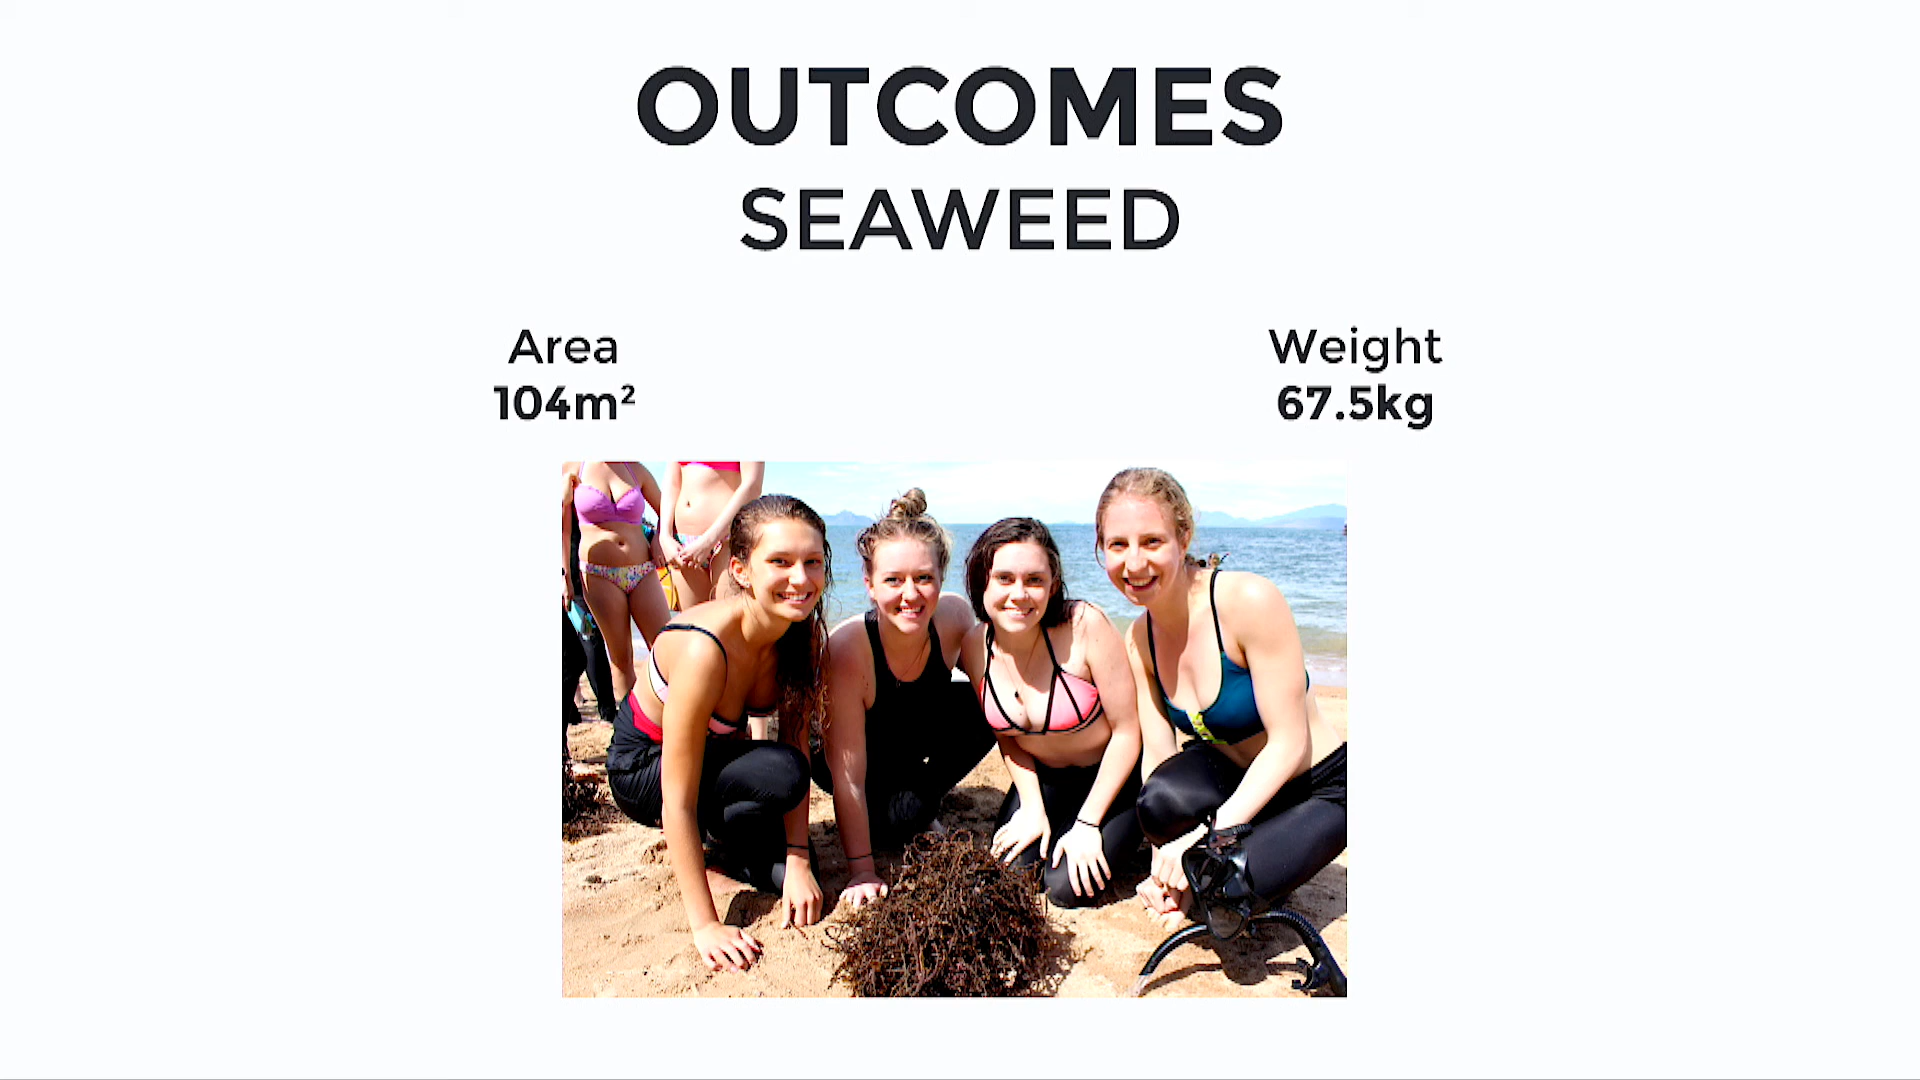 OUTCOMES
SEAWEED
Area
104m²
Weight
67.5kg